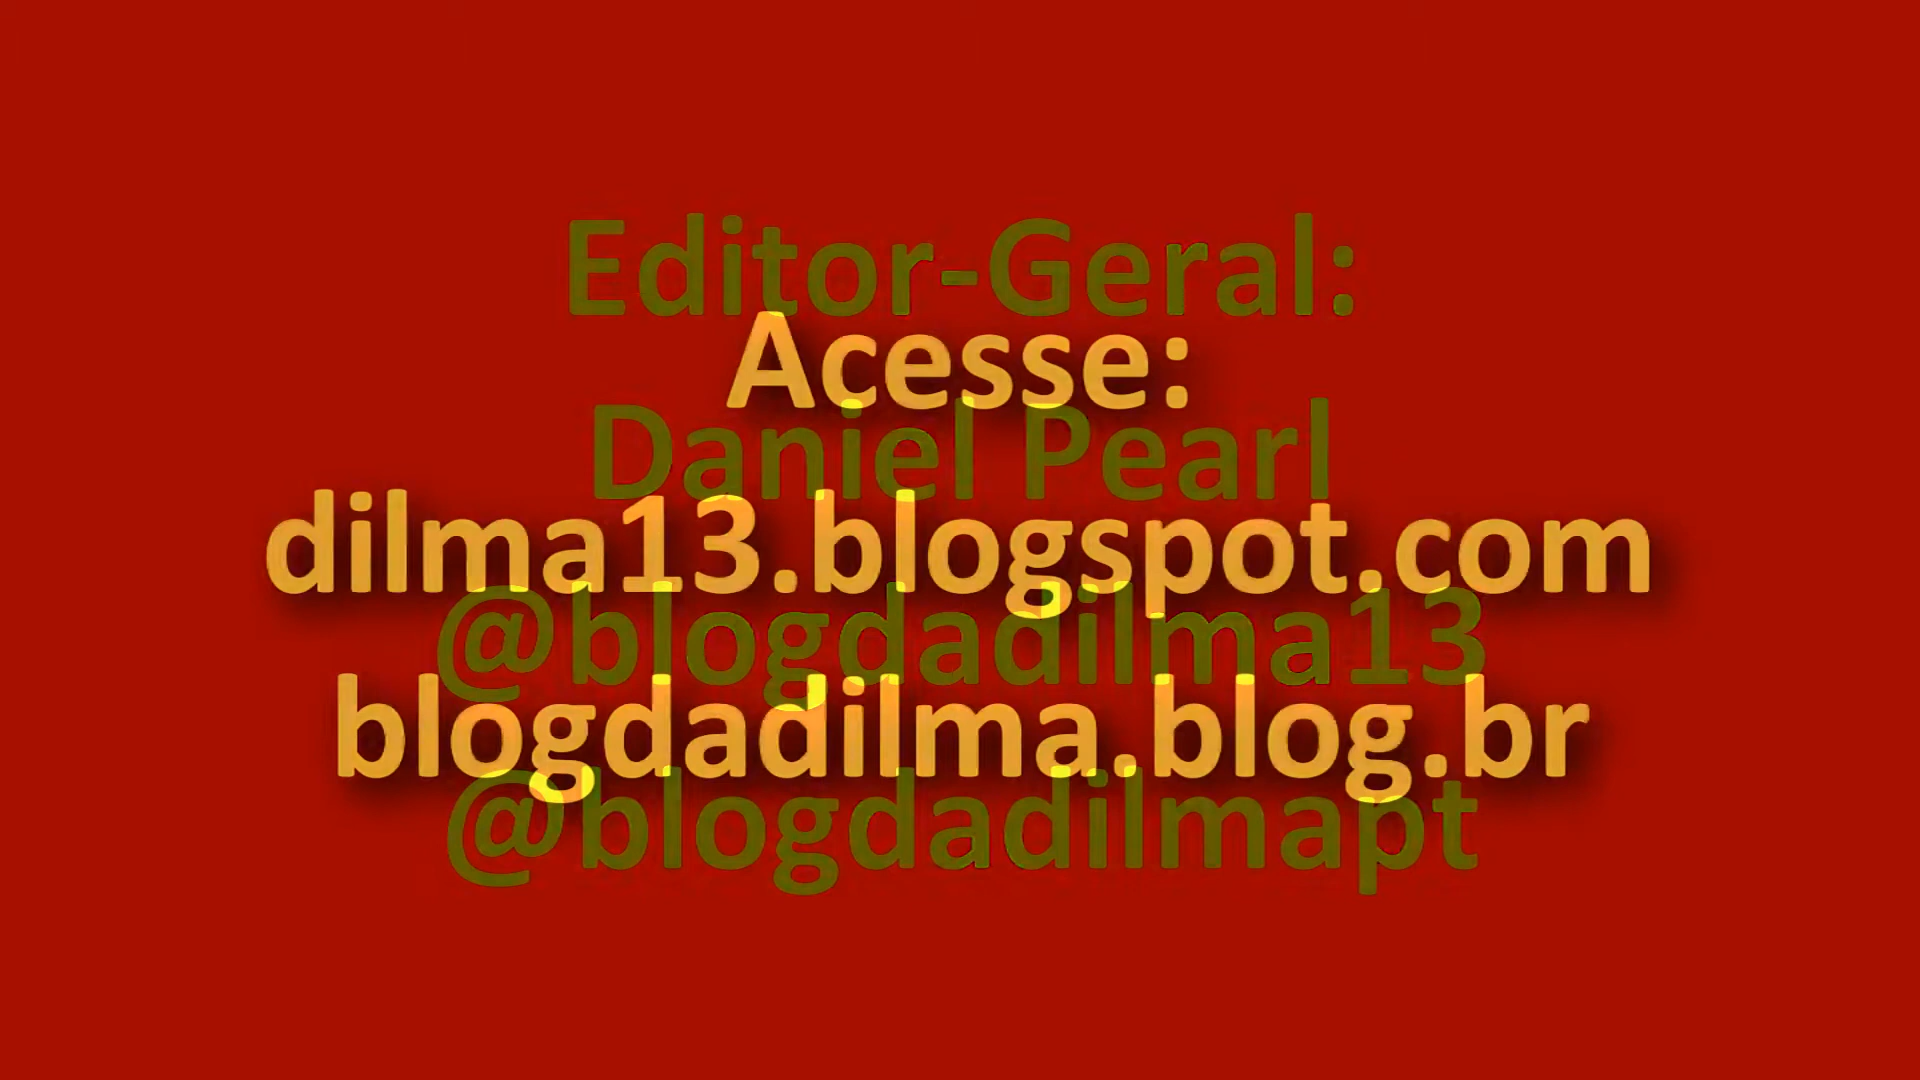 Editor-Geral:
Acesse:
Daniel Pearl
dilma13.blogspot.com
@blogdadilma13
blogdadilma.blog.br
@blogdadilmapt